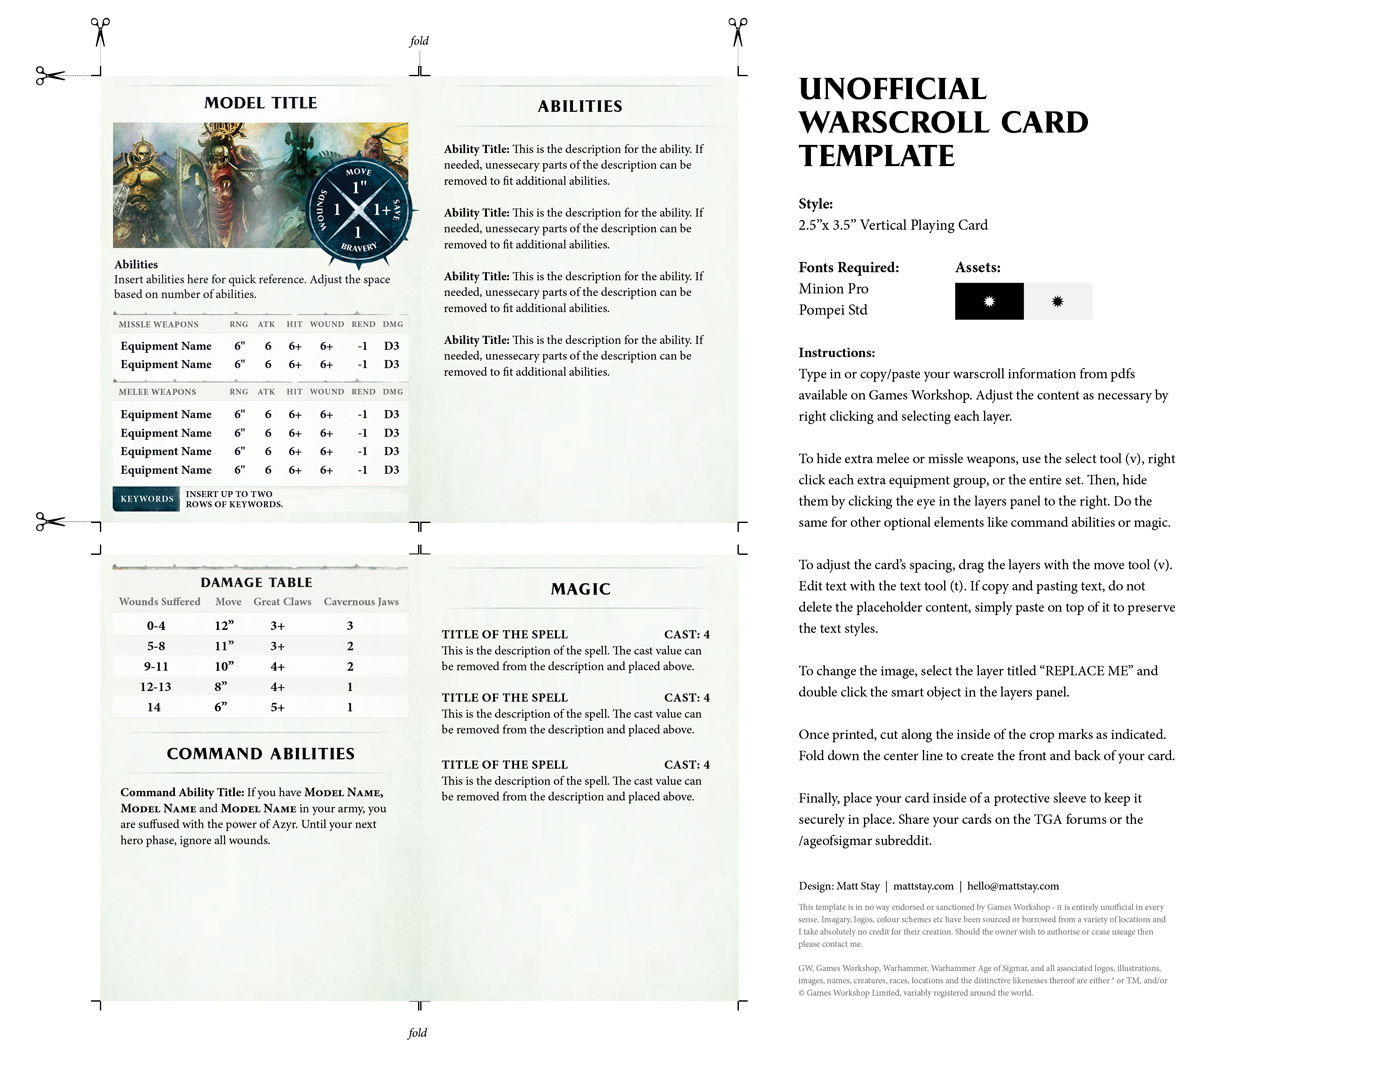 fold
MODEL TITLE
MOVE
1"
WOUNDS
1
1+
SAVE
1
BRAVERY
Abilities
Insert abilities here for quick reference. Adjust the space
based on number of abilities.
MISSLE WEAPONS RNG ATK HIT WOUND REND DMG
Equipment Name 6" 6 6+ 6+ -1 D3
Equipment Name 6" 6 6+ 6+ -1 D3
MELEE WEAPONS RNG ATK HIT WOUND REND DMG
Equipment Name 6" 6 6+ 6+ -1 D3
Equipment Name 6" 6 6+ 6+ -1 D3
Equipment Name 6" 6 6+ 6+ -1 D3
Equipment Name 6" 6 6+ 6+ -1 D3
KEYWORDS
INSERT UP TO TWO
ROWS OF KEYWORDS.
ABILITIES
Ability Title: This is the description for the ability. If
needed, unessecary parts of the description can be
removed to fit additional abilities.
Ability Title: This is the description for the ability. If
needed, unessecary parts of the description can be
removed to fit additional abilities.
Ability Title: This is the description for the ability. If
needed, unessecary parts of the description can be
removed to fit additional abilities.
Ability Title: This is the description for the ability. If
needed, unessecary parts of the description can be
removed to fit additional abilities.
DAMAGE TABLE
Wounds Suffered Move Great Claws Cavernous Jaws
0-4 12” 3+ 3
5-8 11” 3+ 2
9-11 10” 4+ 2
12-13 8” 4+ 1
14 6” 5+ 1
COMMAND ABILITIES
Command Ability Title: If you have MODEL NAME,
MODEL NAME and MODEL NAME in your army, you
are suffused with the power of Azyr. Until your next
hero phase, ignore all wounds.
MAGIC
TITLE OF THE SPELL CAST: 4
This is the description of the spell. The cast value can
be removed from the description and placed above.
TITLE OF THE SPELL CAST: 4
This is the description of the spell. The cast value can
be removed from the description and placed above.
TITLE OF THE SPELL CAST: 4
This is the description of the spell. The cast value can
be removed from the description and placed above.
fold
UNOFFICIAL
WARSCROLL CARD
TEMPLATE
Style:
2.5”x 3.5” Vertical Playing Card
Fonts Required:
Minion Pro
Pompei Std
Assets:
Instructions:
Type in or copy/paste your warscroll information from pdfs
available on Games Workshop. Adjust the content as necessary by
right clicking and selecting each layer.
To hide extra melee or missle weapons, use the select tool (v), right
click each extra equipment group, or the entire set. Then, hide
them by clicking the eye in the layers panel to the right. Do the
same for other optional elements like command abilities or magic.
To adjust the card’s spacing, drag the layers with the move tool (v).
Edit text with the text tool (t). If copy and pasting text, do not
delete the placeholder content, simply paste on top of it to preserve
the text styles.
To change the image, select the layer titled “REPLACE ME” and
double click the smart object in the layers panel.
Once printed, cut along the inside of the crop marks as indicated.
Fold down the center line to create the front and back of your card.
Finally, place your card inside of a protective sleeve to keep it
securely in place. Share your cards on the TGA forums or the
/ageofsigmar subreddit.
Design: Matt Stay | mattstay.com | hello@mattstay.com
This template is in no way endorsed or sanctioned by Games Workshop - it is entirely unofficial in every
sense. Imagary, logos, colour schemes etc have been sourced or borrowed from a variety of locations and
I take absolutely no credit for their creation. Should the owner wish to authorise or cease useage then
please contact me.
GW, Games Workshop, Warhammer, Warhammer Age of Sigmar, and all associated logos, illustrations,
images, names, creatures, races, locations and the distinctive likenesses thereof are either ® or TM, and/or
© Games Workshop Limited, variably registered around the world.